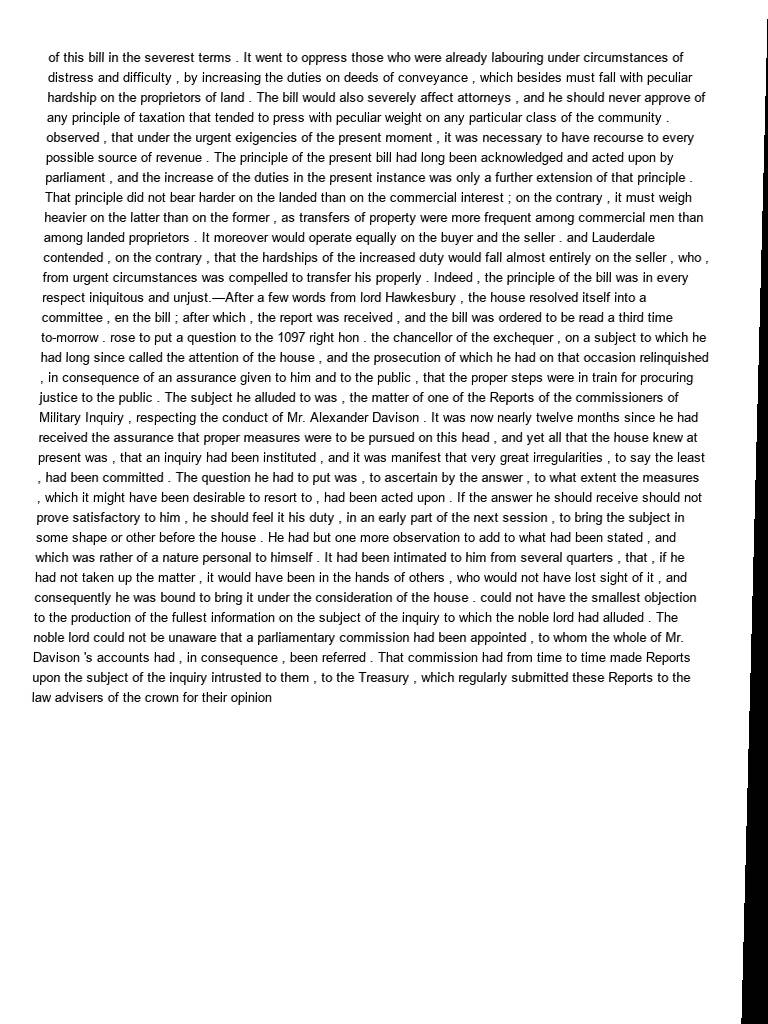 of this bill in the severest terms . It went to oppress those who were already labouring under circumstances of
distress and difficulty , by increasing the duties on deeds of conveyance , which besides must fall with peculiar
hardship on the proprietors of land . The bill would also severely affect attorneys , and he should never approve of
any principle of taxation that tended to press with peculiar weight on any particular class of the community .
observed , that under the urgent exigencies of the present moment , it was necessary to have recourse to every
possible source of revenue . The principle of the present bill had long been acknowledged and acted upon by
parliament , and the increase of the duties in the present instance was only a further extension of that principle .
That principle did not bear harder on the landed than on the commercial interest ; on the contrary , it must weigh
heavier on the latter than on the former , as transfers of property were more frequent among commercial men than
among landed proprietors . It moreover would operate equally on the buyer and the seller . and Lauderdale
contended , on the contrary , that the hardships of the increased duty would fall almost entirely on the seller , who ,
from urgent circumstances was compelled to transfer his properly . Indeed , the principle of the bill was in every
respect iniquitous and unjust.—After a few words from lord Hawkesbury , the house resolved itself into a
committee , en the bill ; after which , the report was received , and the bill was ordered to be read a third time
to-morrow . rose to put a question to the 1097 right hon . the chancellor of the exchequer , on a subject to which he
had long since called the attention of the house , and the prosecution of which he had on that occasion relinquished
, in consequence of an assurance given to him and to the public , that the proper steps were in train for procuring
justice to the public . The subject he alluded to was , the matter of one of the Reports of the commissioners of
Military Inquiry , respecting the conduct of Mr. Alexander Davison . It was now nearly twelve months since he had
received the assurance that proper measures were to be pursued on this head , and yet all that the house knew at
present was , that an inquiry had been instituted , and it was manifest that very great irregularities , to say the least
, had been committed . The question he had to put was , to ascertain by the answer , to what extent the measures
, which it might have been desirable to resort to , had been acted upon . If the answer he should receive should not
prove satisfactory to him , he should feel it his duty , in an early part of the next session , to bring the subject in
some shape or other before the house . He had but one more observation to add to what had been stated , and
which was rather of a nature personal to himself . It had been intimated to him from several quarters , that , if he
had not taken up the matter , it would have been in the hands of others , who would not have lost sight of it , and
consequently he was bound to bring it under the consideration of the house . could not have the smallest objection
to the production of the fullest information on the subject of the inquiry to which the noble lord had alluded . The
noble lord could not be unaware that a parliamentary commission had been appointed , to whom the whole of Mr.
Davison 's accounts had , in consequence , been referred . That commission had from time to time made Reports
upon the subject of the inquiry intrusted to them , to the Treasury , which regularly submitted these Reports to the
law advisers of the crown for their opinion